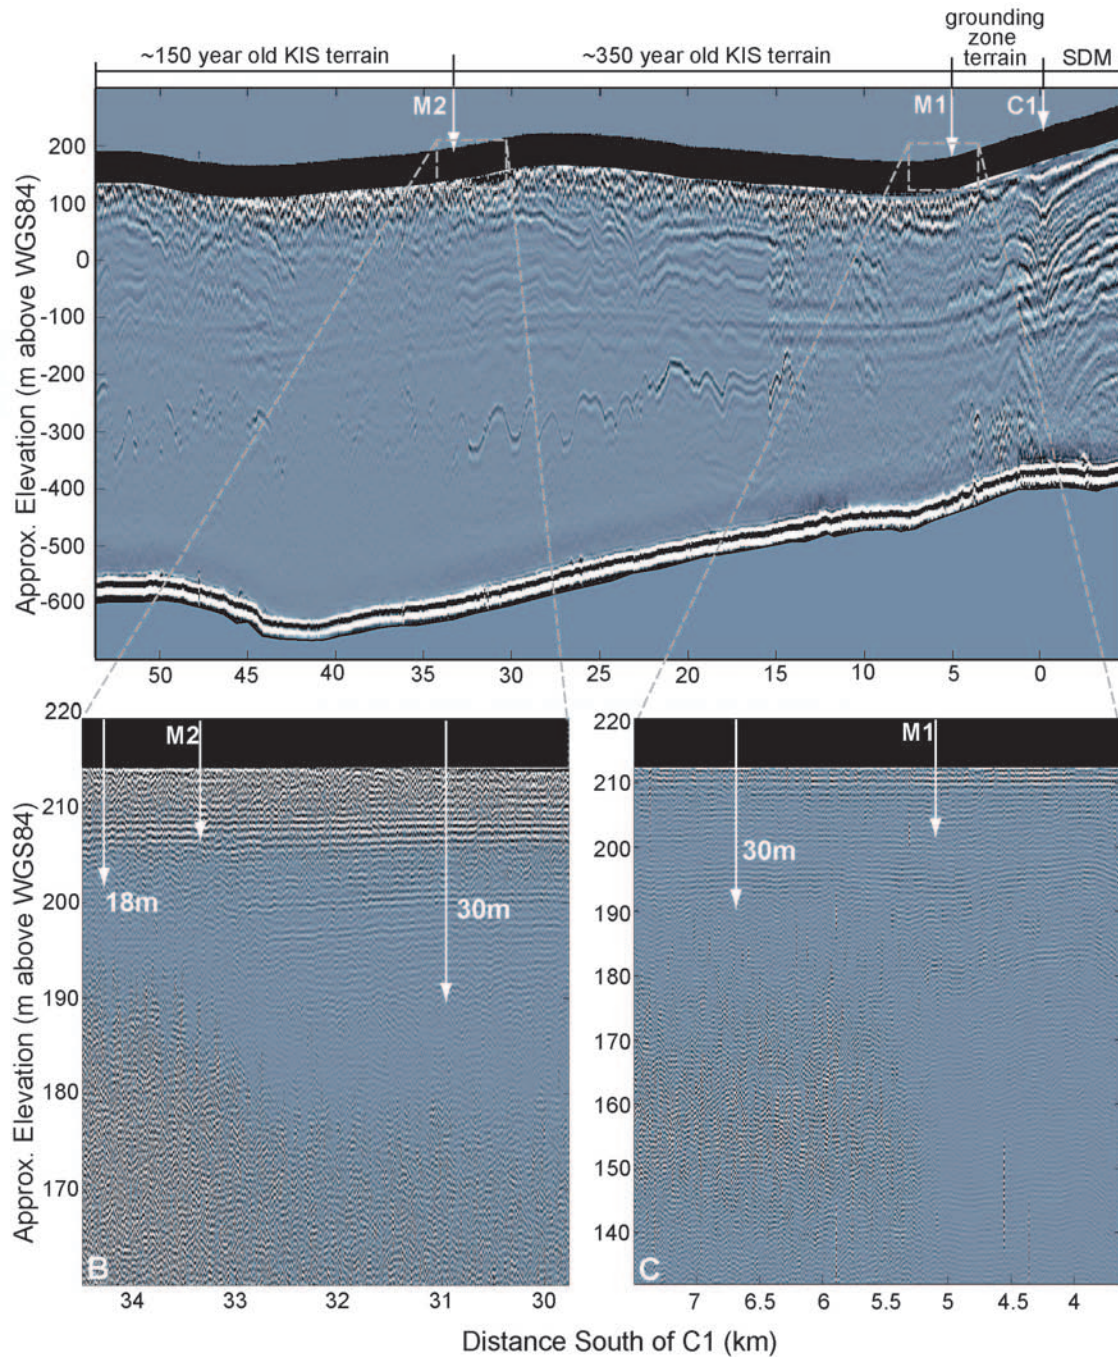 grounding
zone
~150 year old KIS terrain ~350 year old KIS terrain terrain SDM
M2 M1 C1
200
100
0
-100
-200
-300
-400
-500
-600
Approx. Elevation (m above WGS84)
50 45 40 35 30 25 20 15 10 5 0
220
210
200
190
180
170
Approx. Elevation (m above WGS84)
M2
18m
30m
B
34 33 32 31 30
220
210
200
190
180
170
160
150
140
M1
30m
C
7 6.5 6 5.5 5 4.5 4
Distance South of C1 (km)